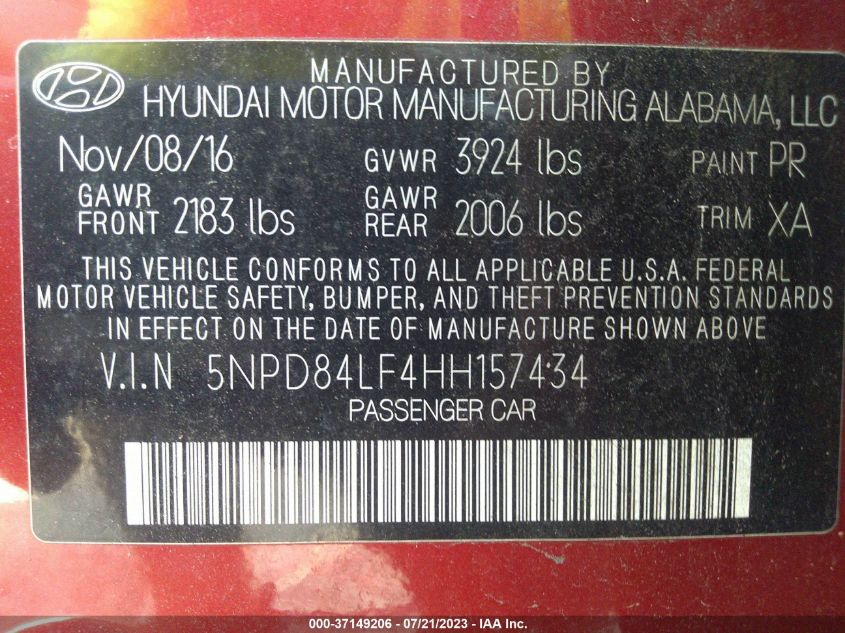 MANUFACTURED BY
HYUNDAI MOTOR MANUFACTURING ALABAMA, LLC
Nov/08/16 GVWR 3924 lbs PAINT PR
GAWR FRONT 2183 lbs GAWR REAR 2006 lbs TRIM XA
THIS VEHICLE CONFORMS TO ALL APPLICABLE U.S.A. FEDERAL
MOTOR VEHICLE SAFETY, BUMPER, AND THEFT PREVENTION STANDARDS
IN EFFECT ON THE DATE OF MANUFACTURE SHOWN ABOVE
V.I.N 5NPD84LF4HH157434
PASSENGER CAR
000-37149206 - 07/21/2023 - IAA Inc.